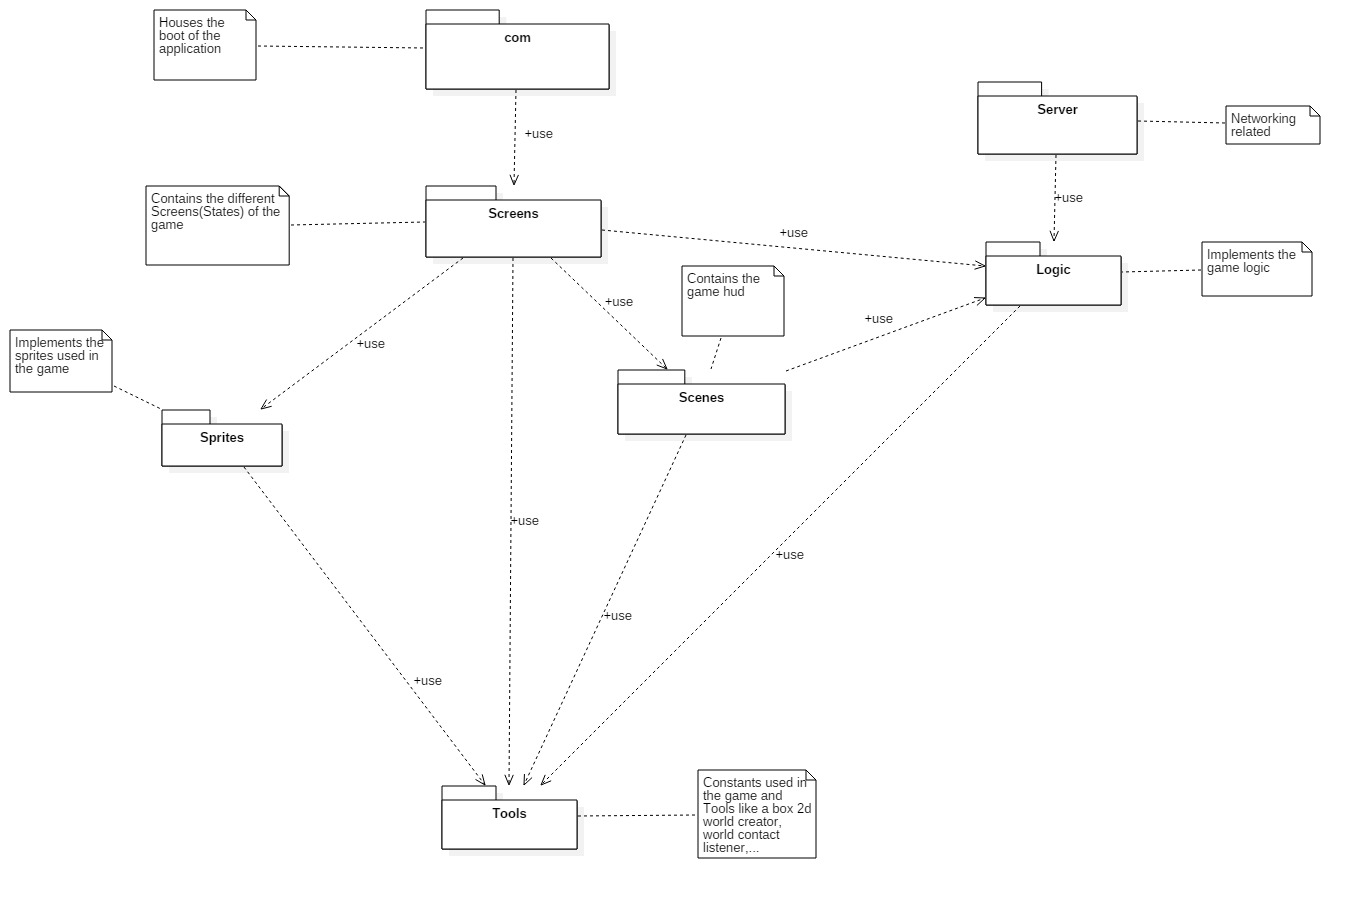 Houses the
boot of the
application
com
+use
Server
Networking
related
+use
Contains the different
Screens(States) of the
game
Screens
+use
Logic
Implements the
game logic
Contains the
game hud
+use
+use
+use
Implements the
sprites used in
the game
Sprites
Scenes
+use
+use
+use
+use
Tools
Constants used in
the game and
Tools like a box 2d
world creator,
world contact
listener,...